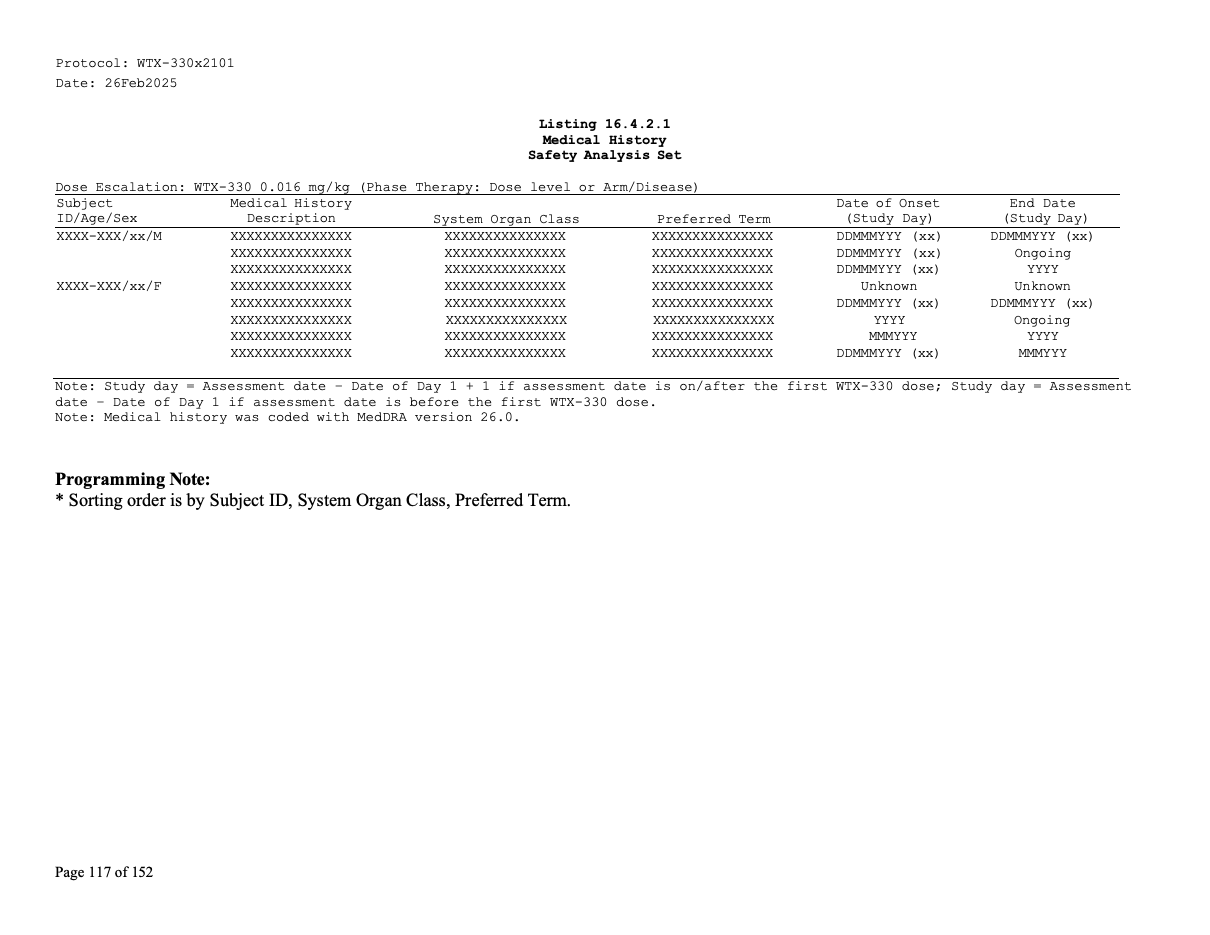 Protocol: WTX-330x2101
Date: 26Feb2025
Listing 16.4.2.1
Medical History
Safety Analysis Set
Dose Escalation: WTX-330 0.016 mg/kg (Phase Therapy: Dose level or Arm/Disease)
Subject Medical History Date of Onset End Date
ID/Age/Sex Description System Organ Class Preferred Term (Study Day) (Study Day)
XXXX-XXX/xx/M XXXXXXXXXXXXXXX XXXXXXXXXXXXXXX XXXXXXXXXXXXXXX DDMMMYYY (xx) DDMMMYYY (xx)
XXXXXXXXXXXXXXX XXXXXXXXXXXXXXX XXXXXXXXXXXXXXX DDMMMYYY (xx) Ongoing
XXXXXXXXXXXXXXX XXXXXXXXXXXXXXX XXXXXXXXXXXXXXX DDMMMYYY (xx) YYYY
XXXX-XXX/xx/F XXXXXXXXXXXXXXX XXXXXXXXXXXXXXX XXXXXXXXXXXXXXX Unknown Unknown
XXXXXXXXXXXXXXX XXXXXXXXXXXXXXX XXXXXXXXXXXXXXX DDMMMYYY (xx) DDMMMYYY (xx)
XXXXXXXXXXXXXXX XXXXXXXXXXXXXXX XXXXXXXXXXXXXXX YYYY Ongoing
XXXXXXXXXXXXXXX XXXXXXXXXXXXXXX XXXXXXXXXXXXXXX MMMYYY YYYY
XXXXXXXXXXXXXXX XXXXXXXXXXXXXXX XXXXXXXXXXXXXXX DDMMMYYY (xx) MMMYYY
Note: Study day = Assessment date – Date of Day 1 + 1 if assessment date is on/after the first WTX-330 dose; Study day = Assessment
date – Date of Day 1 if assessment date is before the first WTX-330 dose.
Note: Medical history was coded with MedDRA version 26.0.
Programming Note:
* Sorting order is by Subject ID, System Organ Class, Preferred Term.
Page 117 of 152